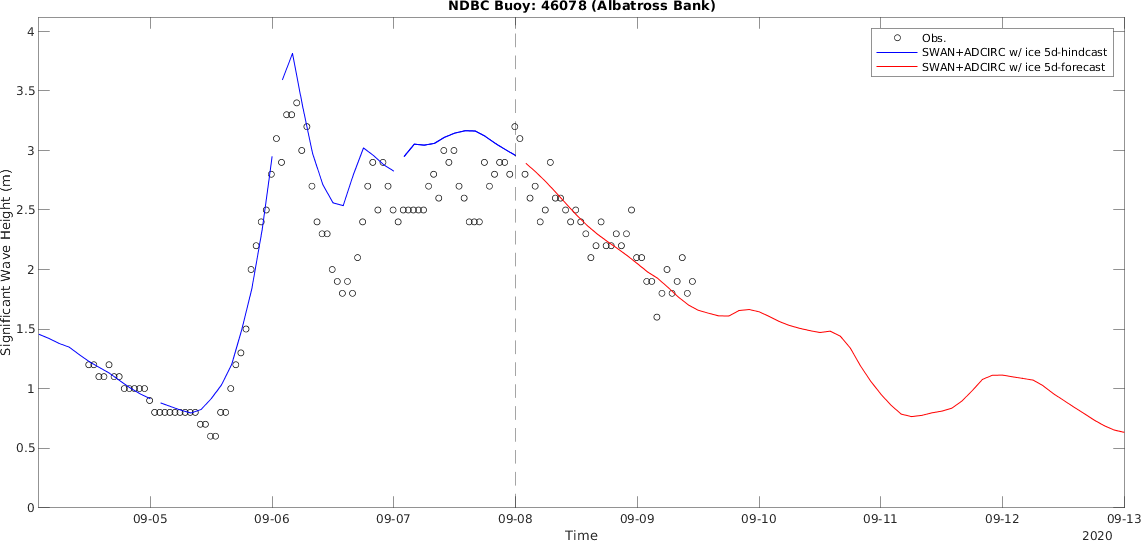 NDBC Buoy: 46078 (Albatross Bank)
Obs.
SWAN+ADCIRC w/ ice 5d-hindcast
SWAN+ADCIRC w/ ice 5d-forecast
Significant Wave Height (m)
4
3.5
3
2.5
2
1.5
1
0.5
0
09-05 09-06 09-07 09-08 09-09 09-10 09-11 09-12 09-13
Time
2020